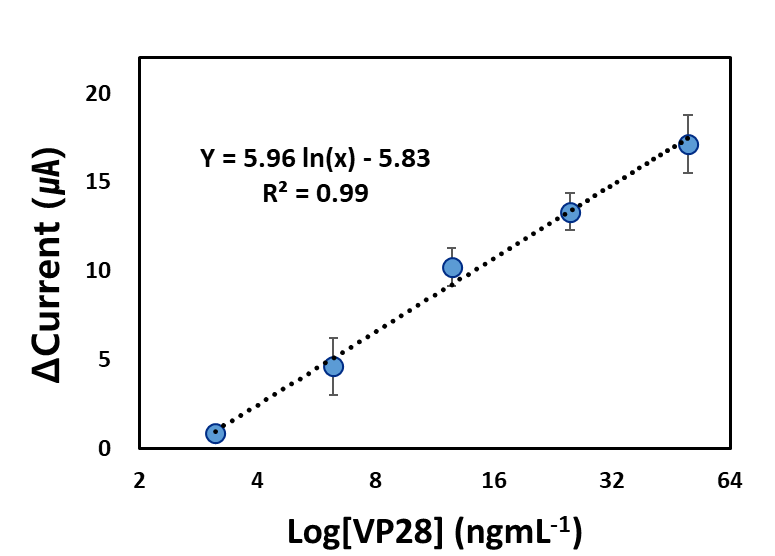 20
15
10
5
0
ΔCurrent (μA)
Y = 5.96 ln(x) - 5.83
R² = 0.99
2 4 8 16 32 64
Log[VP28] (ngmL⁻¹)